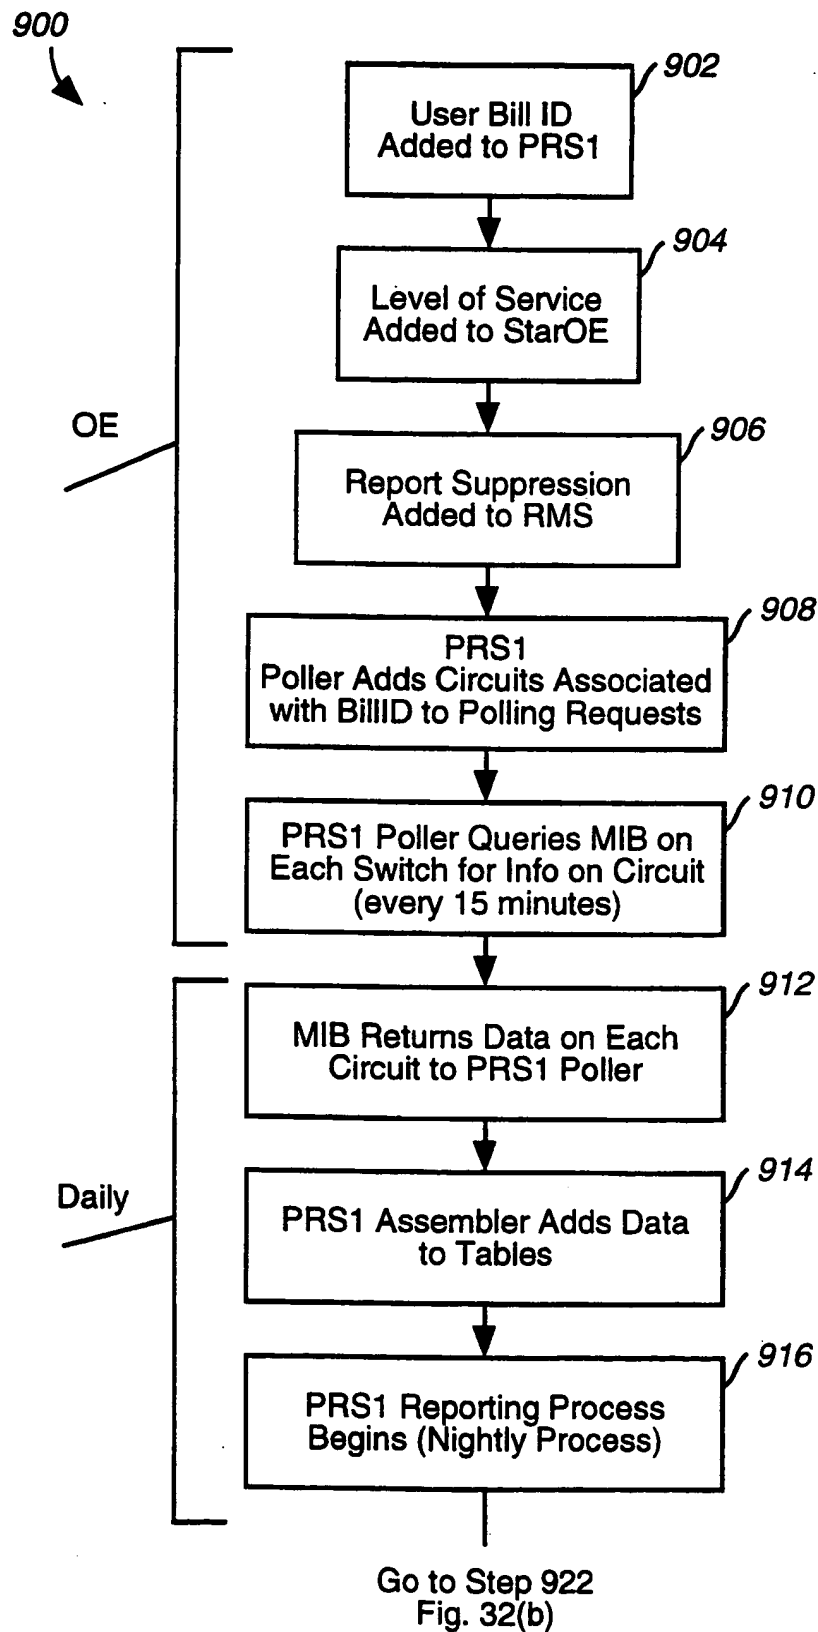 900
902
User Bill ID
Added to PRS1
904
Level of Service
Added to StarOE
OE
906
Report Suppression
Added to RMS
908
PRS1
Poller Adds Circuits Associated
with BillID to Polling Requests
910
PRS1 Poller Queries MIB on
Each Switch for Info on Circuit
(every 15 minutes)
912
MIB Returns Data on Each
Circuit to PRS1 Poller
914
Daily
PRS1 Assembler Adds Data
to Tables
916
PRS1 Reporting Process
Begins (Nightly Process)
Go to Step 922
Fig. 32(b)